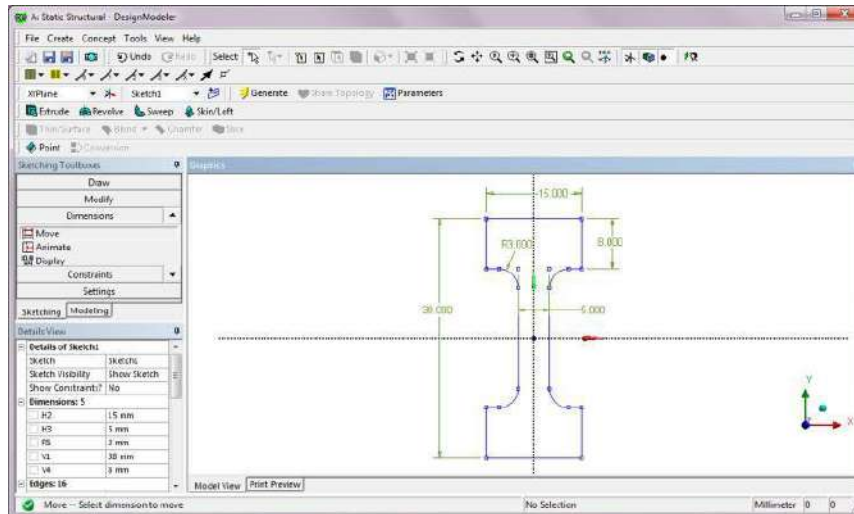 A: Static Structural - DesignModeler
File Create Concept Tools View Help
Undo Redo Select
XYPlane Sketch1 Generate Share Topology Parameters
Extrude Revolve Sweep Skin/Loft
Thin/Surface Blend Chamfer Slice
Point Conversion
Sketching Toolboxes Graphics
Draw
Modify
Dimensions
Move
Animate
Display
Constraints
Settings
Sketching Modeling
15.000
R3.000
8.000
38.000
5.000
Y
X
Details View
Details of Sketch1
Sketch Sketch1
Sketch Visibility Show Sketch
Show Constraints? No
Dimensions: 5
H2 15 mm
H3 5 mm
V1 38 mm
V4
Edges: 16
Model View Print Preview
Move -- Select dimension to move No Selection Millimeter 0 0